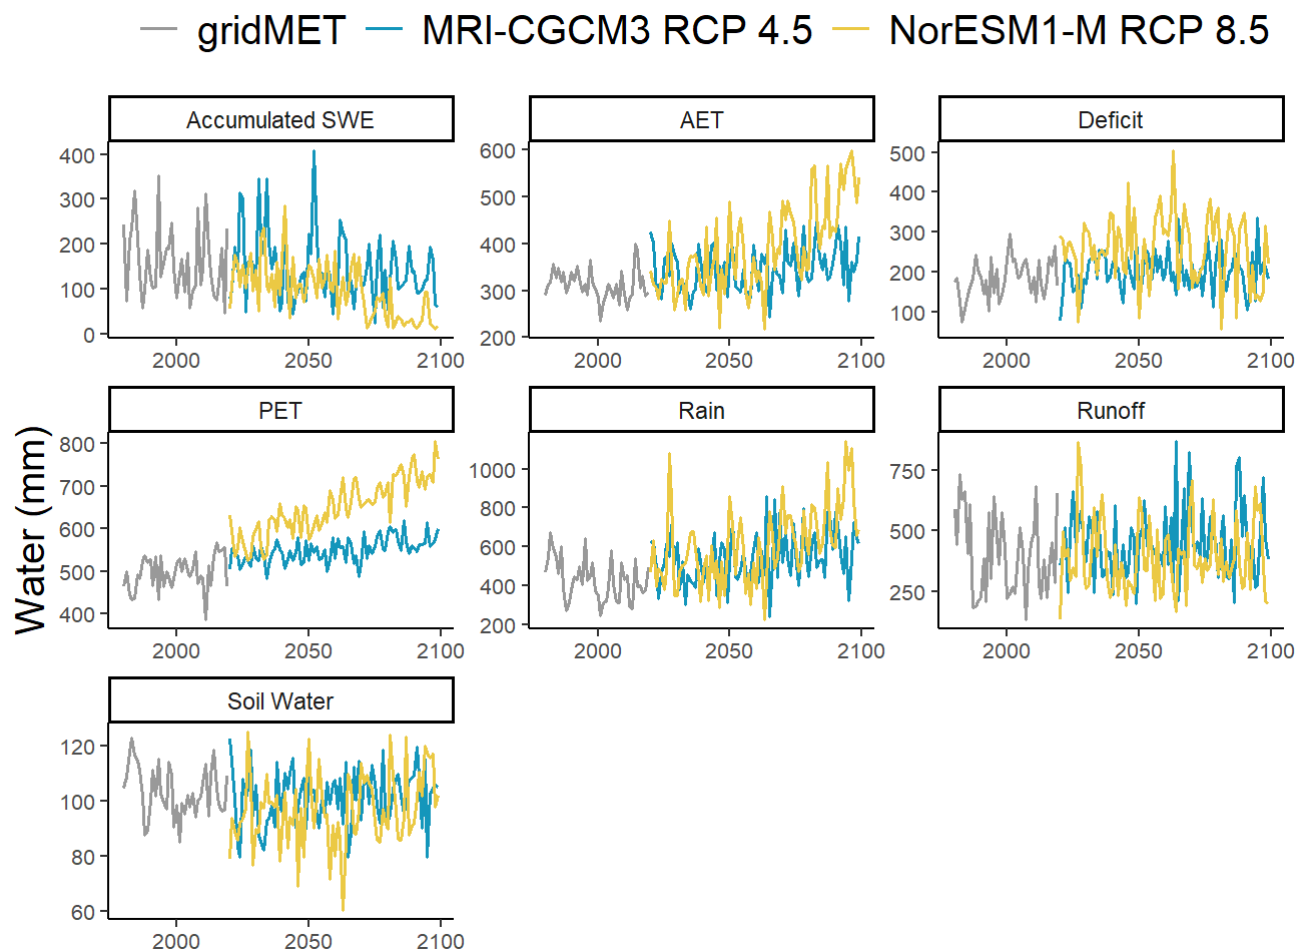 gridMET MRI-CGCM3 RCP 4.5 NorESM1-M RCP 8.5
Accumulated SWE
400
300
200
100
0
2000 2050 2100
AET
600
500
400
300
200
2000 2050 2100
Deficit
500
400
300
200
100
2000 2050 2100
Water (mm)
PET
800
700
600
500
400
2000 2050 2100
Rain
1000
800
600
400
200
2000 2050 2100
Runoff
750
500
250
2000 2050 2100
Soil Water
120
100
80
60
2000 2050 2100